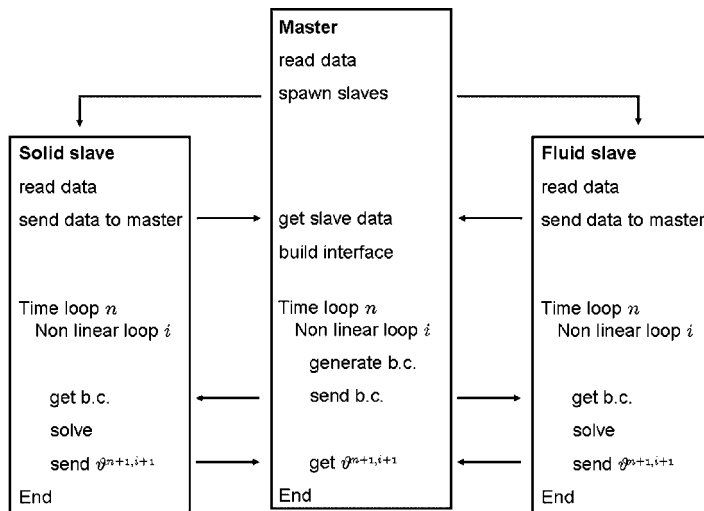 Master
read data
spawn slaves
get slave data
build interface
Time loop n
Non linear loop i
generate b.c.
send b.c.
get ϑⁿ⁺¹,ⁱ⁺¹
End
Solid slave
read data
send data to master
Time loop n
Non linear loop i
get b.c.
solve
send ϑⁿ⁺¹,ⁱ⁺¹
End
Fluid slave
read data
send data to master
Time loop n
Non linear loop i
get b.c.
solve
send ϑⁿ⁺¹,ⁱ⁺¹
End